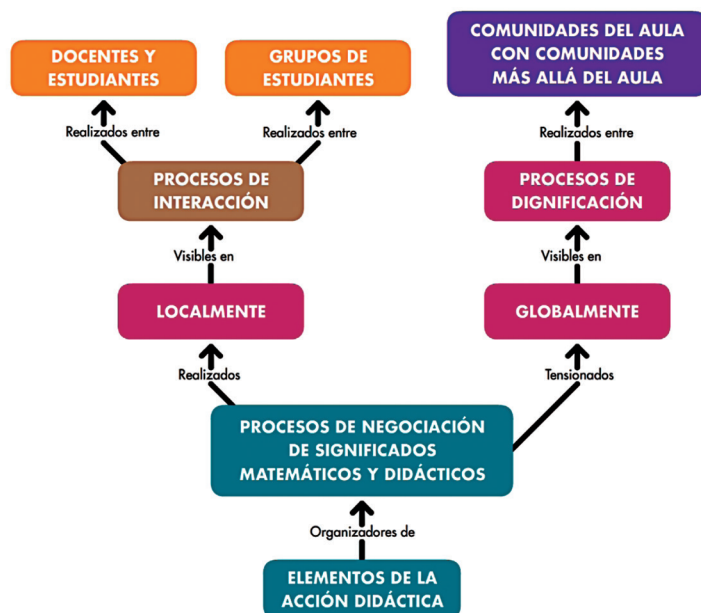 DOCENTES Y
ESTUDIANTES
GRUPOS DE
ESTUDIANTES
COMUNIDADES DEL AULA
CON COMUNIDADES
MÁS ALLÁ DEL AULA
Realizados entre
Realizados entre
Realizados entre
PROCESOS DE
INTERACCIÓN
PROCESOS DE
DIGNIFICACIÓN
Visibles en
Visibles en
LOCALMENTE
GLOBALMENTE
Realizados
Tensionados
PROCESOS DE NEGOCIACIÓN
DE SIGNIFICADOS
MATEMÁTICOS Y DIDÁCTICOS
Organizadores de
ELEMENTOS DE LA
ACCIÓN DIDÁCTICA